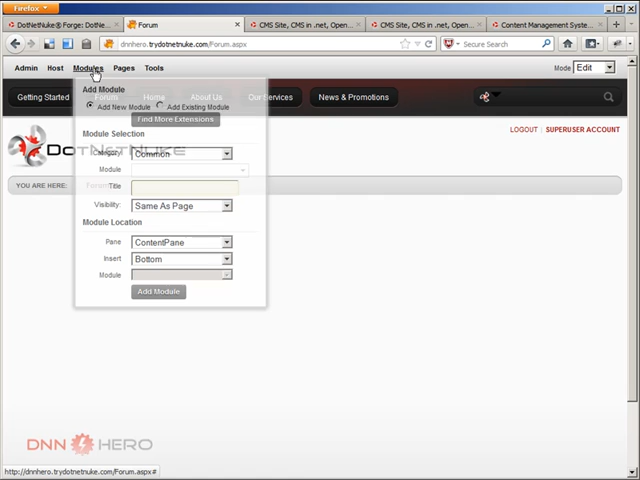 Firefox
DotNetNuke® Forge: DotNe...
Forum
CMS Site, CMS in .net, Open...
CMS Site, CMS in .net, Open...
Content Management Syste...
dnnhero.trydotnetnuke.com/Forum.aspx
Secure Search
Admin
Host
Modules
Pages
Tools
Mode
Edit
Add Module
Add New Module
Add Existing Module
Find More Extensions
Getting Started
Forum
Home
About Us
Our Services
News & Promotions
LOGOUT | SUPERUSER ACCOUNT
DotNetNuke
Module Selection
Category
Common
Module
YOU ARE HERE:
Forum
Title
Visibility:
Same As Page
Module Location
Pane
ContentPane
Insert
Bottom
Module
Add Module
DNN HERO
http://dnnhero.trydotnetnuke.com/Forum.aspx#